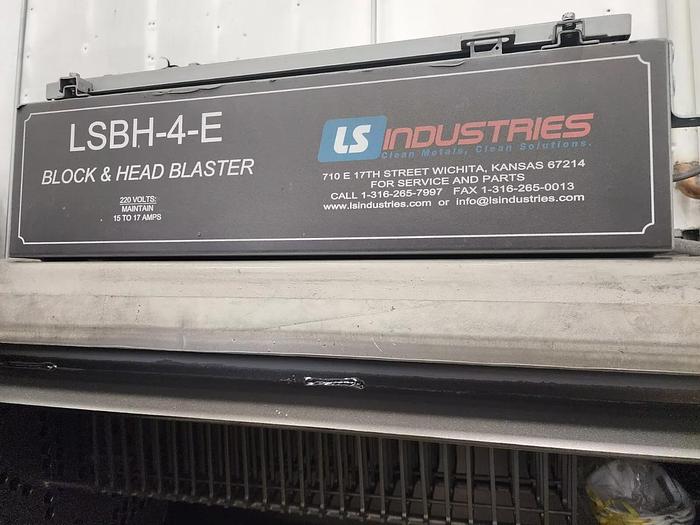 LSBH-4-E
BLOCK & HEAD BLASTER
220 VOLTS:
MAINTAIN
15 TO 17 AMPS
LS INDUSTRIES
Clean Metals, Clean Solutions.
710 E 17TH STREET WICHITA, KANSAS 67214
FOR SERVICE AND PARTS
CALL 1-316-265-7997 FAX 1-316-265-0013
www.lsindustries.com or info@lsindustries.com